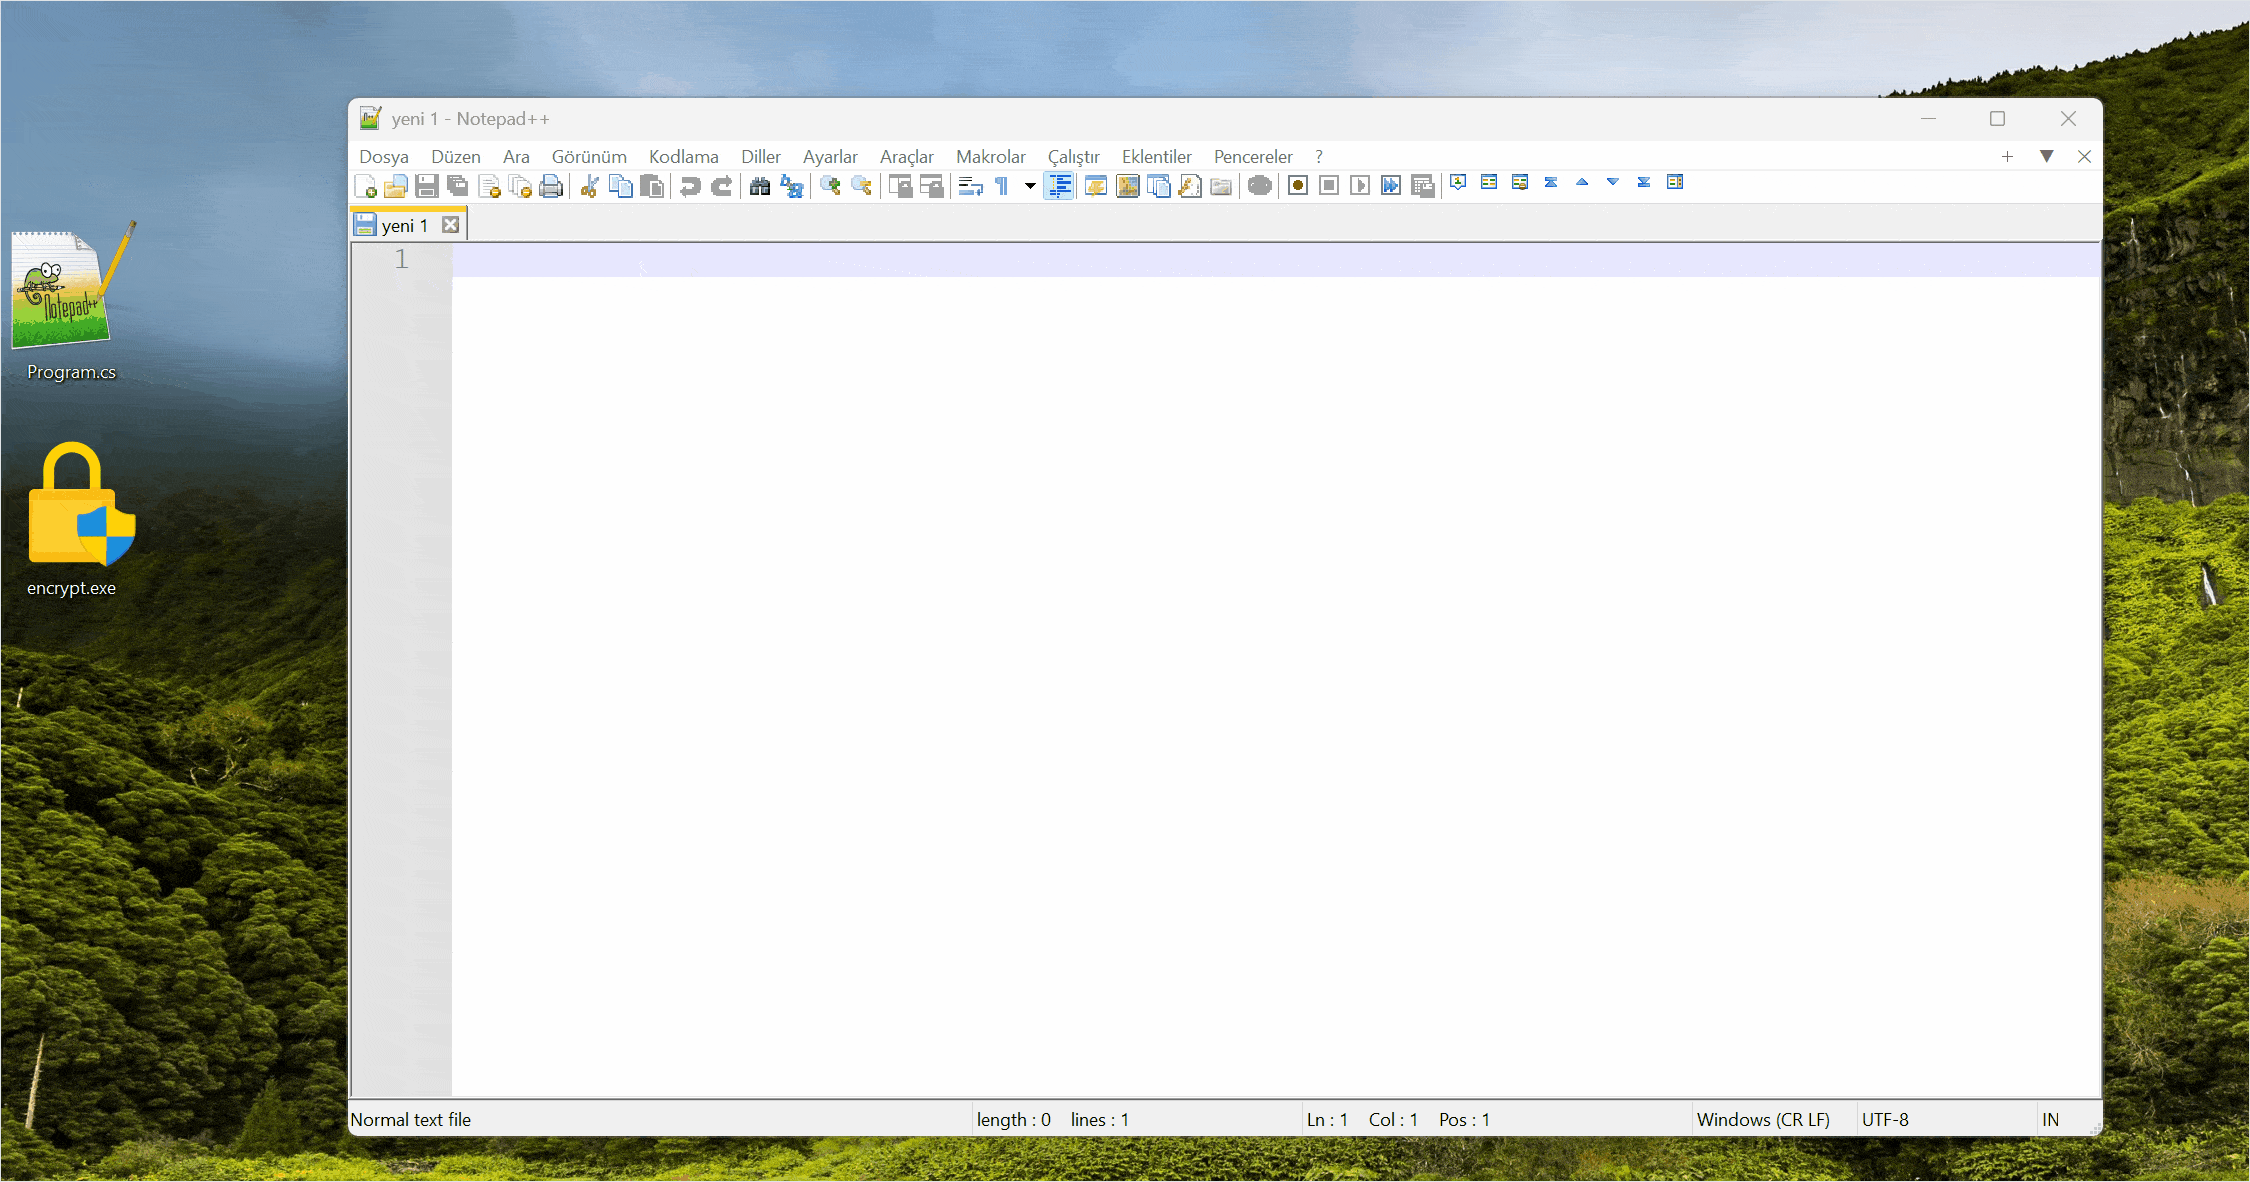 yeni 1 - Notepad++
Dosya Düzen Ara Görünüm Kodlama Diller Ayarlar Araçlar Makrolar Çalıştır Eklentiler Pencereler ?
yeni 1
1
Notepad++
Program.cs
encrypt.exe
Normal text file length : 0 lines : 1 Ln : 1 Col : 1 Pos : 1 Windows (CR LF) UTF-8 IN